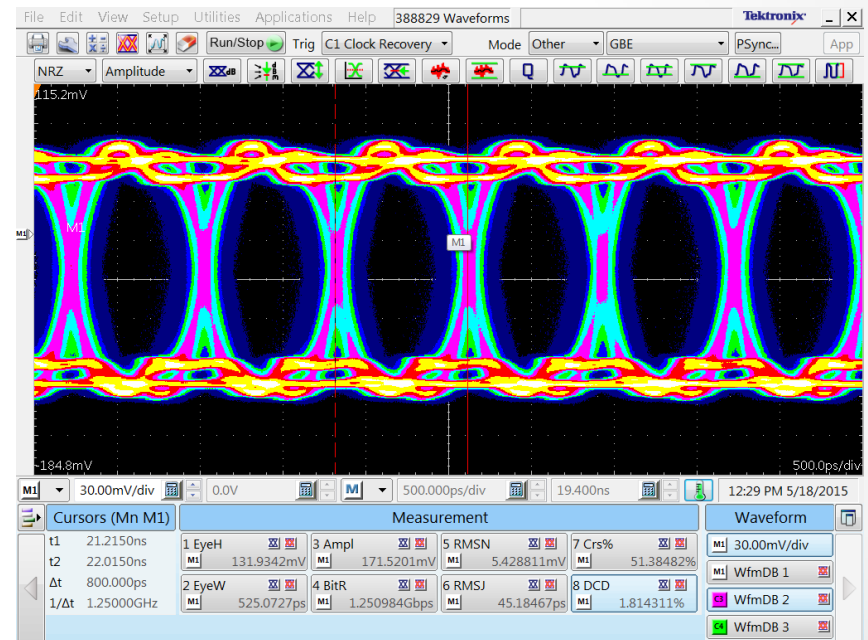 File Edit View Setup Utilities Applications Help 388829 Waveforms Tektronix
Run/Stop Trig C1 Clock Recovery Mode Other GBE PSync... App
NRZ Amplitude dB Q
115.2mV
M1
M1
M1
-184.8mV 500.0ps/div
M1 30.00mV/div 0.0V M 500.000ps/div 19.400ns 12:29 PM 5/18/2015
Cursors (Mn M1) Measurement Waveform
t1 21.2150ns
t2 22.0150ns
Δt 800.000ps
1/Δt 1.25000GHz
1 EyeH
M1 131.9342mV
2 EyeW
M1 525.0727ps
3 Ampl
M1 171.5201mV
4 BitR
M1 1.250984Gbps
5 RMSN
M1 5.428811mV
6 RMSJ
M1 45.18467ps
7 Crs%
M1 51.38482%
8 DCD
M1 1.814311%
M1 30.00mV/div
M1 WfmDB 1
C3 WfmDB 2
C4 WfmDB 3